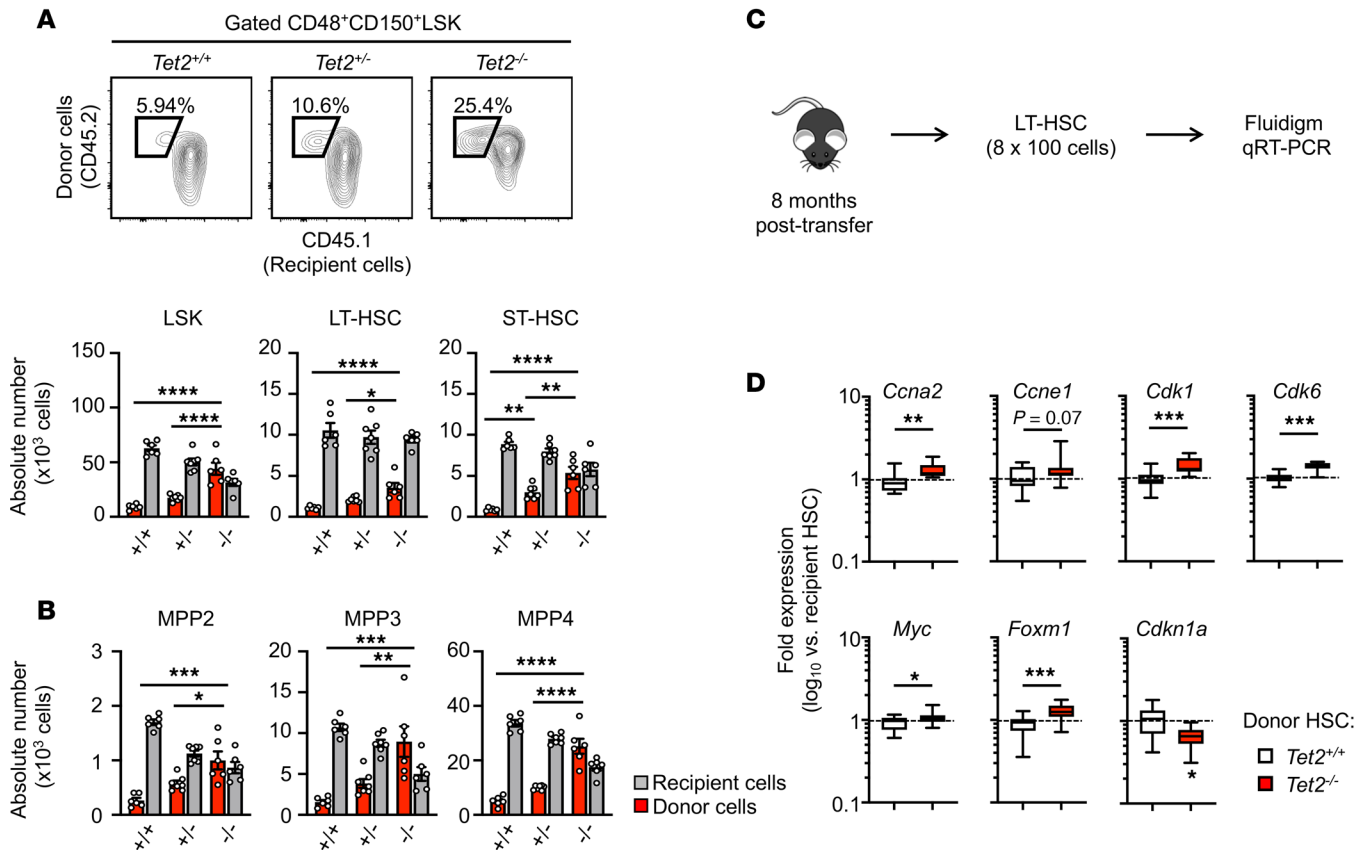 A
Gated CD48⁺CD150⁺LSK
Tet2⁺/⁺
Tet2⁺/⁻
Tet2⁻/⁻
5.94%
10.6%
25.4%
Donor cells
(CD45.2)
CD45.1
(Recipient cells)
LSK
LT-HSC
ST-HSC
Absolute number
(x10³ cells)
150
100
50
0
****
****
+/+
+/-
-/-
20
15
10
5
0
****
*
+/+
+/-
-/-
20
15
10
5
0
****
**
**
+/+
+/-
-/-
B
MPP2
MPP3
MPP4
Absolute number
(x10³ cells)
3
2
1
0
***
*
+/+
+/-
-/-
20
15
10
5
0
***
**
+/+
+/-
-/-
60
40
20
0
****
****
+/+
+/-
-/-
Recipient cells
Donor cells
C
8 months
post-transfer
LT-HSC
(8 x 100 cells)
Fluidigm
qRT-PCR
D
Fold expression
(log₁₀ vs. recipient HSC)
10
1
0.1
Ccna2
**
Ccne1
P = 0.07
Cdk1
***
Cdk6
***
10
1
0.1
Myc
*
Foxm1
***
Cdkn1a
*
Donor HSC:
Tet2⁺/⁺
Tet2⁻/⁻